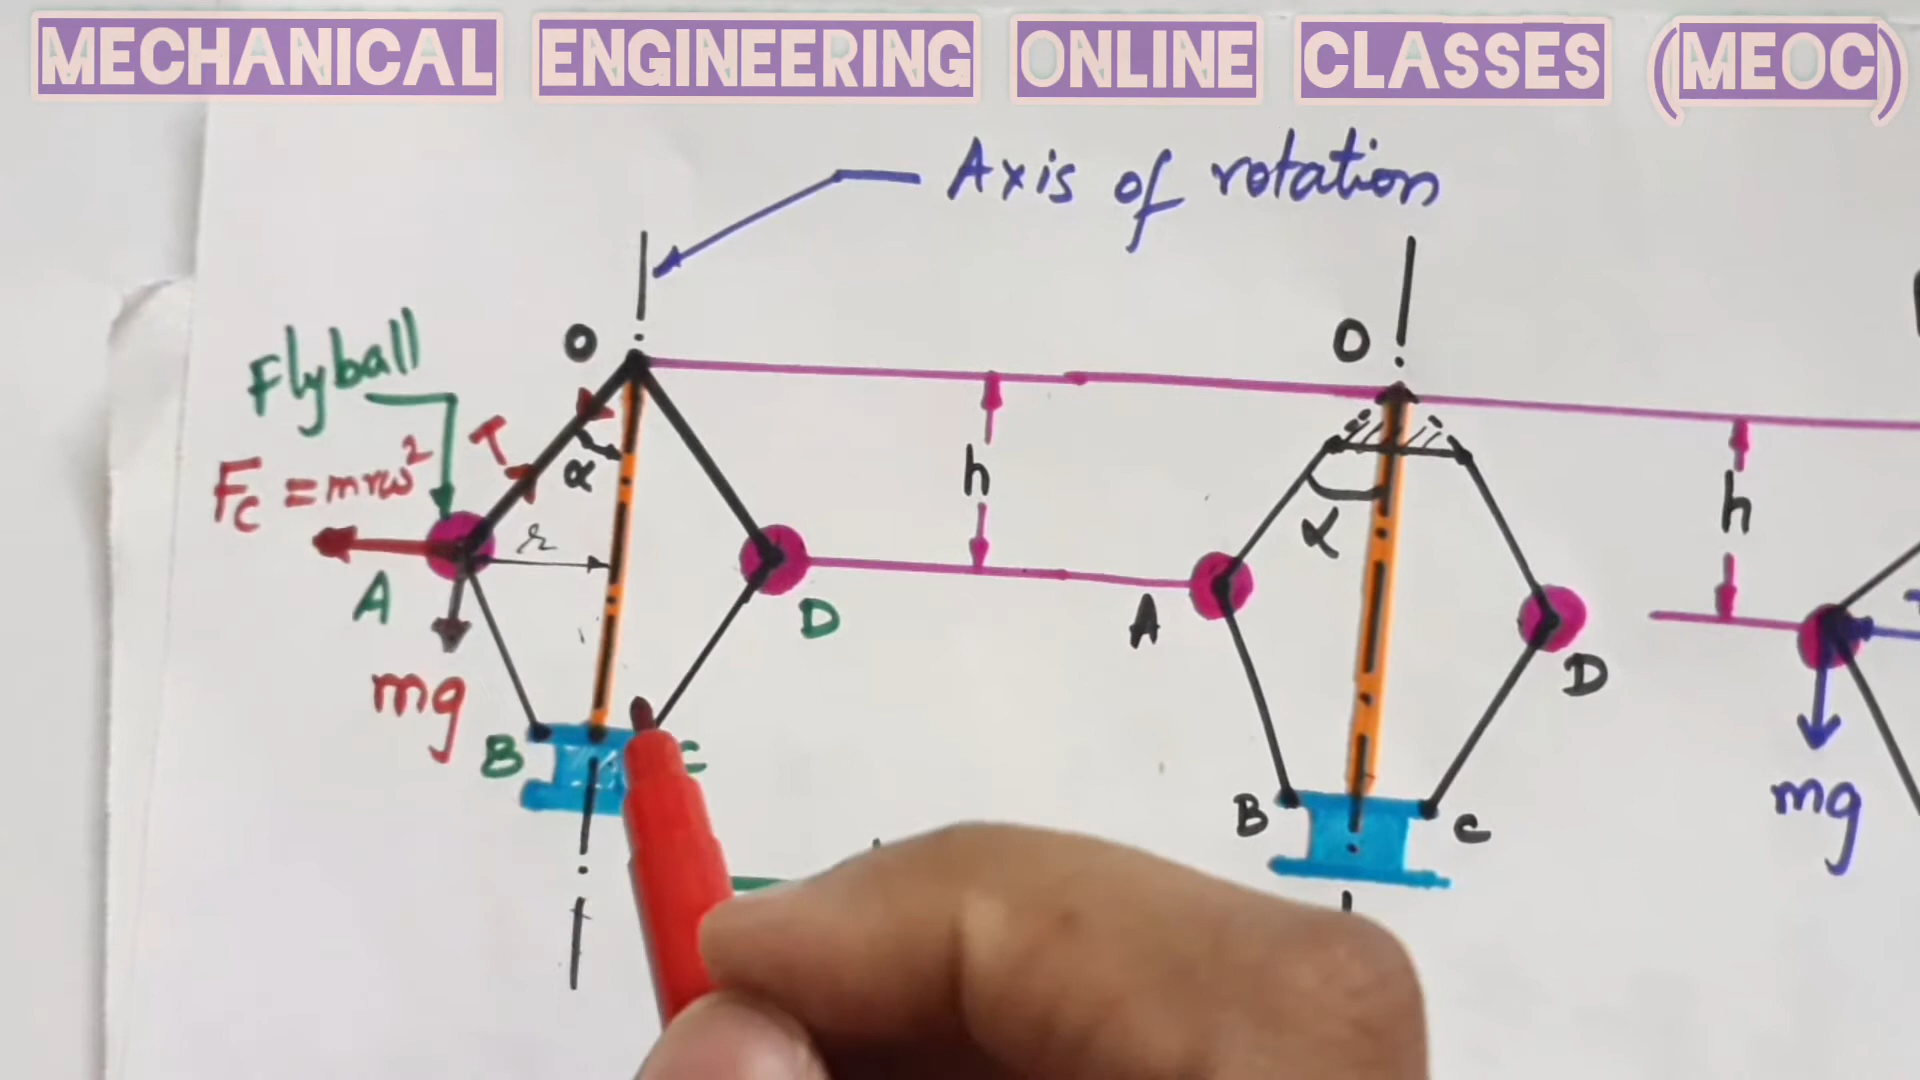 MECHANICAL ENGINEERING ONLINE CLASSES (MEOC)
Axis of rotation
O
O
Flyball
T
α
h
h
Fc = mrω²
r
α
A
D
A
D
mg
B
C
mg
B
C